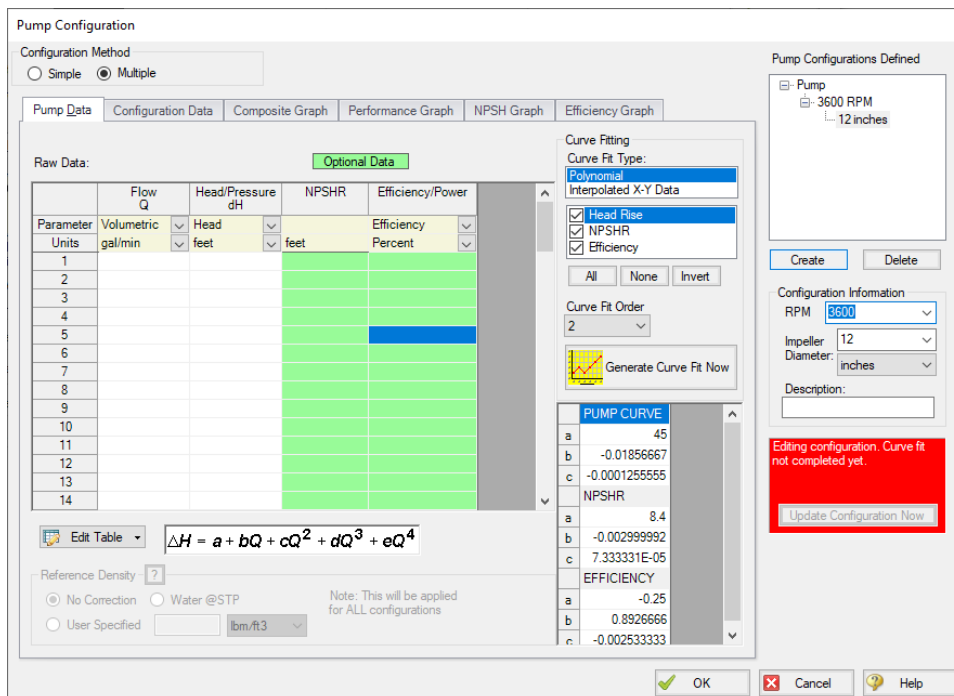 Pump Configuration
Configuration Method
Simple Multiple
Pump Data Configuration Data Composite Graph Performance Graph NPSH Graph Efficiency Graph
Raw Data:
Optional Data
Flow Head/Pressure NPSHR Efficiency/Power
Q dH
Parameter Volumetric Head Efficiency
Units gal/min feet feet Percent
1
2
3
4
5
6
7
8
9
10
11
12
13
14
Edit Table
ΔH = a + bQ + cQ² + dQ³ + eQ⁴
Reference Density ?
No Correction Water @STP
User Specified lbm/ft3
Note: This will be applied
for ALL configurations
Curve Fitting
Curve Fit Type:
Polynomial
Interpolated X-Y Data
Head Rise
NPSHR
Efficiency
All None Invert
Curve Fit Order
2
Generate Curve Fit Now
PUMP CURVE
a 45
b -0.01856667
c -0.0001255555
NPSHR
a 8.4
b -0.002999992
c 7.333331E-05
EFFICIENCY
a -0.25
b 0.8926666
c -0.002533333
Pump Configurations Defined
Pump
3600 RPM
12 inches
Create Delete
Configuration Information
RPM 3600
Impeller 12
Diameter: inches
Description:
Editing configuration. Curve fit
not completed yet.
Update Configuration Now
OK Cancel Help